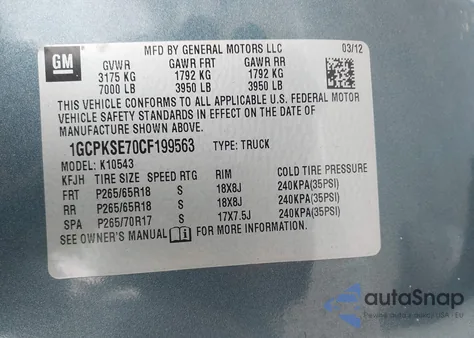 GM
MFD BY GENERAL MOTORS LLC 03/12
GVWR GAWR FRT GAWR RR
3175 KG 1792 KG 1792 KG
7000 LB 3950 LB 3950 LB
THIS VEHICLE CONFORMS TO ALL APPLICABLE U.S. FEDERAL MOTOR
VEHICLE SAFETY STANDARDS IN EFFECT ON THE DATE OF
MANUFACTURE SHOWN ABOVE.
1GCPKSE70CF199563 TYPE: TRUCK
MODEL: K10543
KFJH TIRE SIZE SPEED RTG RIM COLD TIRE PRESSURE
FRT P265/65R18 S 18X8J 240KPA(35PSI)
RR P265/65R18 S 18X8J 240KPA(35PSI)
SPA P265/70R17 S 17X7.5J 240KPA(35PSI)
SEE OWNER'S MANUAL i FOR MORE INFORMATION.
autoSnap